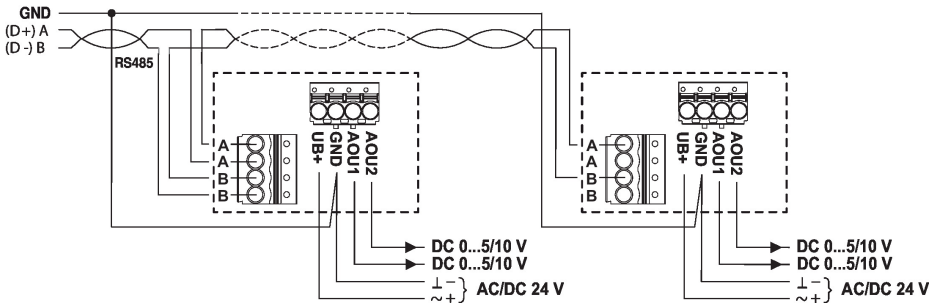 GND
(D+) A
(D -) B
RS485
A
A
B
B
UB+
GND
AOU1
AOU2
A
A
B
B
UB+
GND
AOU1
AOU2
DC 0...5/10 V
DC 0...5/10 V
⊥ –
~ + } AC/DC 24 V
DC 0...5/10 V
DC 0...5/10 V
⊥ –
~ + } AC/DC 24 V